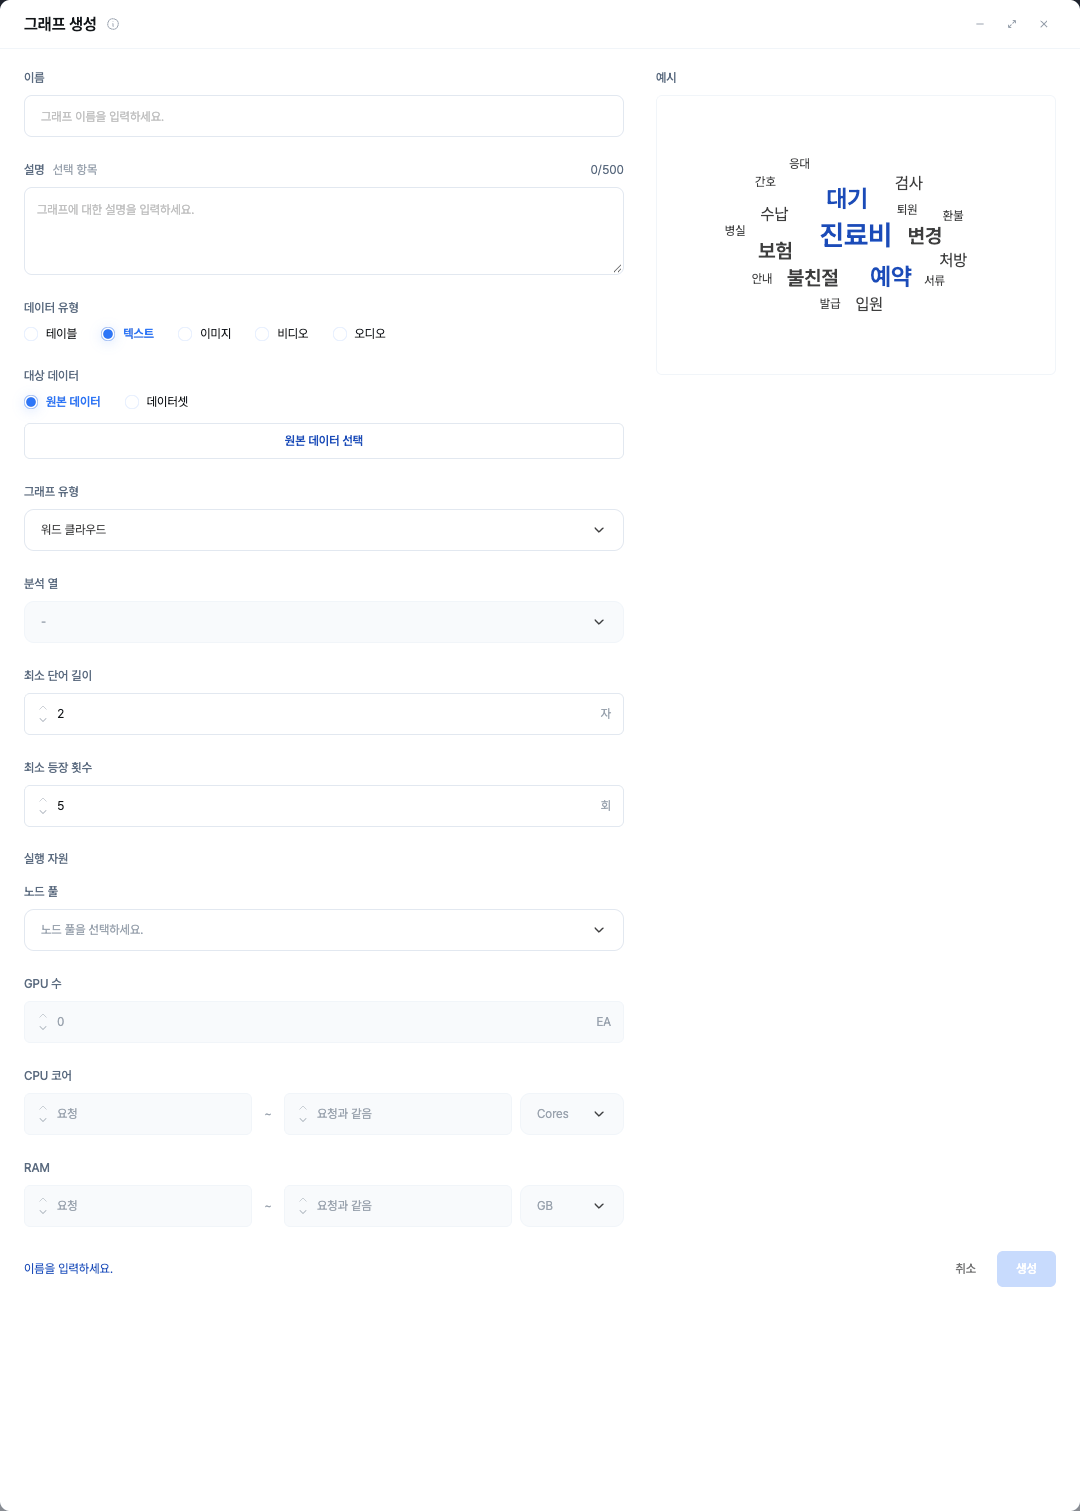 그래프 생성
이름
그래프 이름을 입력하세요.
설명 선택 항목 0/500
그래프에 대한 설명을 입력하세요.
데이터 유형
테이블 텍스트 이미지 비디오 오디오
대상 데이터
원본 데이터 데이터셋
원본 데이터 선택
그래프 유형
워드 클라우드
분석 열
-
최소 단어 길이
2 자
최소 등장 횟수
5 회
실행 자원
노드 풀
노드 풀을 선택하세요.
GPU 수
0 EA
CPU 코어
요청 ~ 요청과 같음 Cores
RAM
요청 ~ 요청과 같음 GB
예시
응대
간호 검사
대기 퇴원
수납 환불
병실 진료비 변경
보험 처방
안내 불친절 예약 서류
발급 입원
이름을 입력하세요. 취소 생성